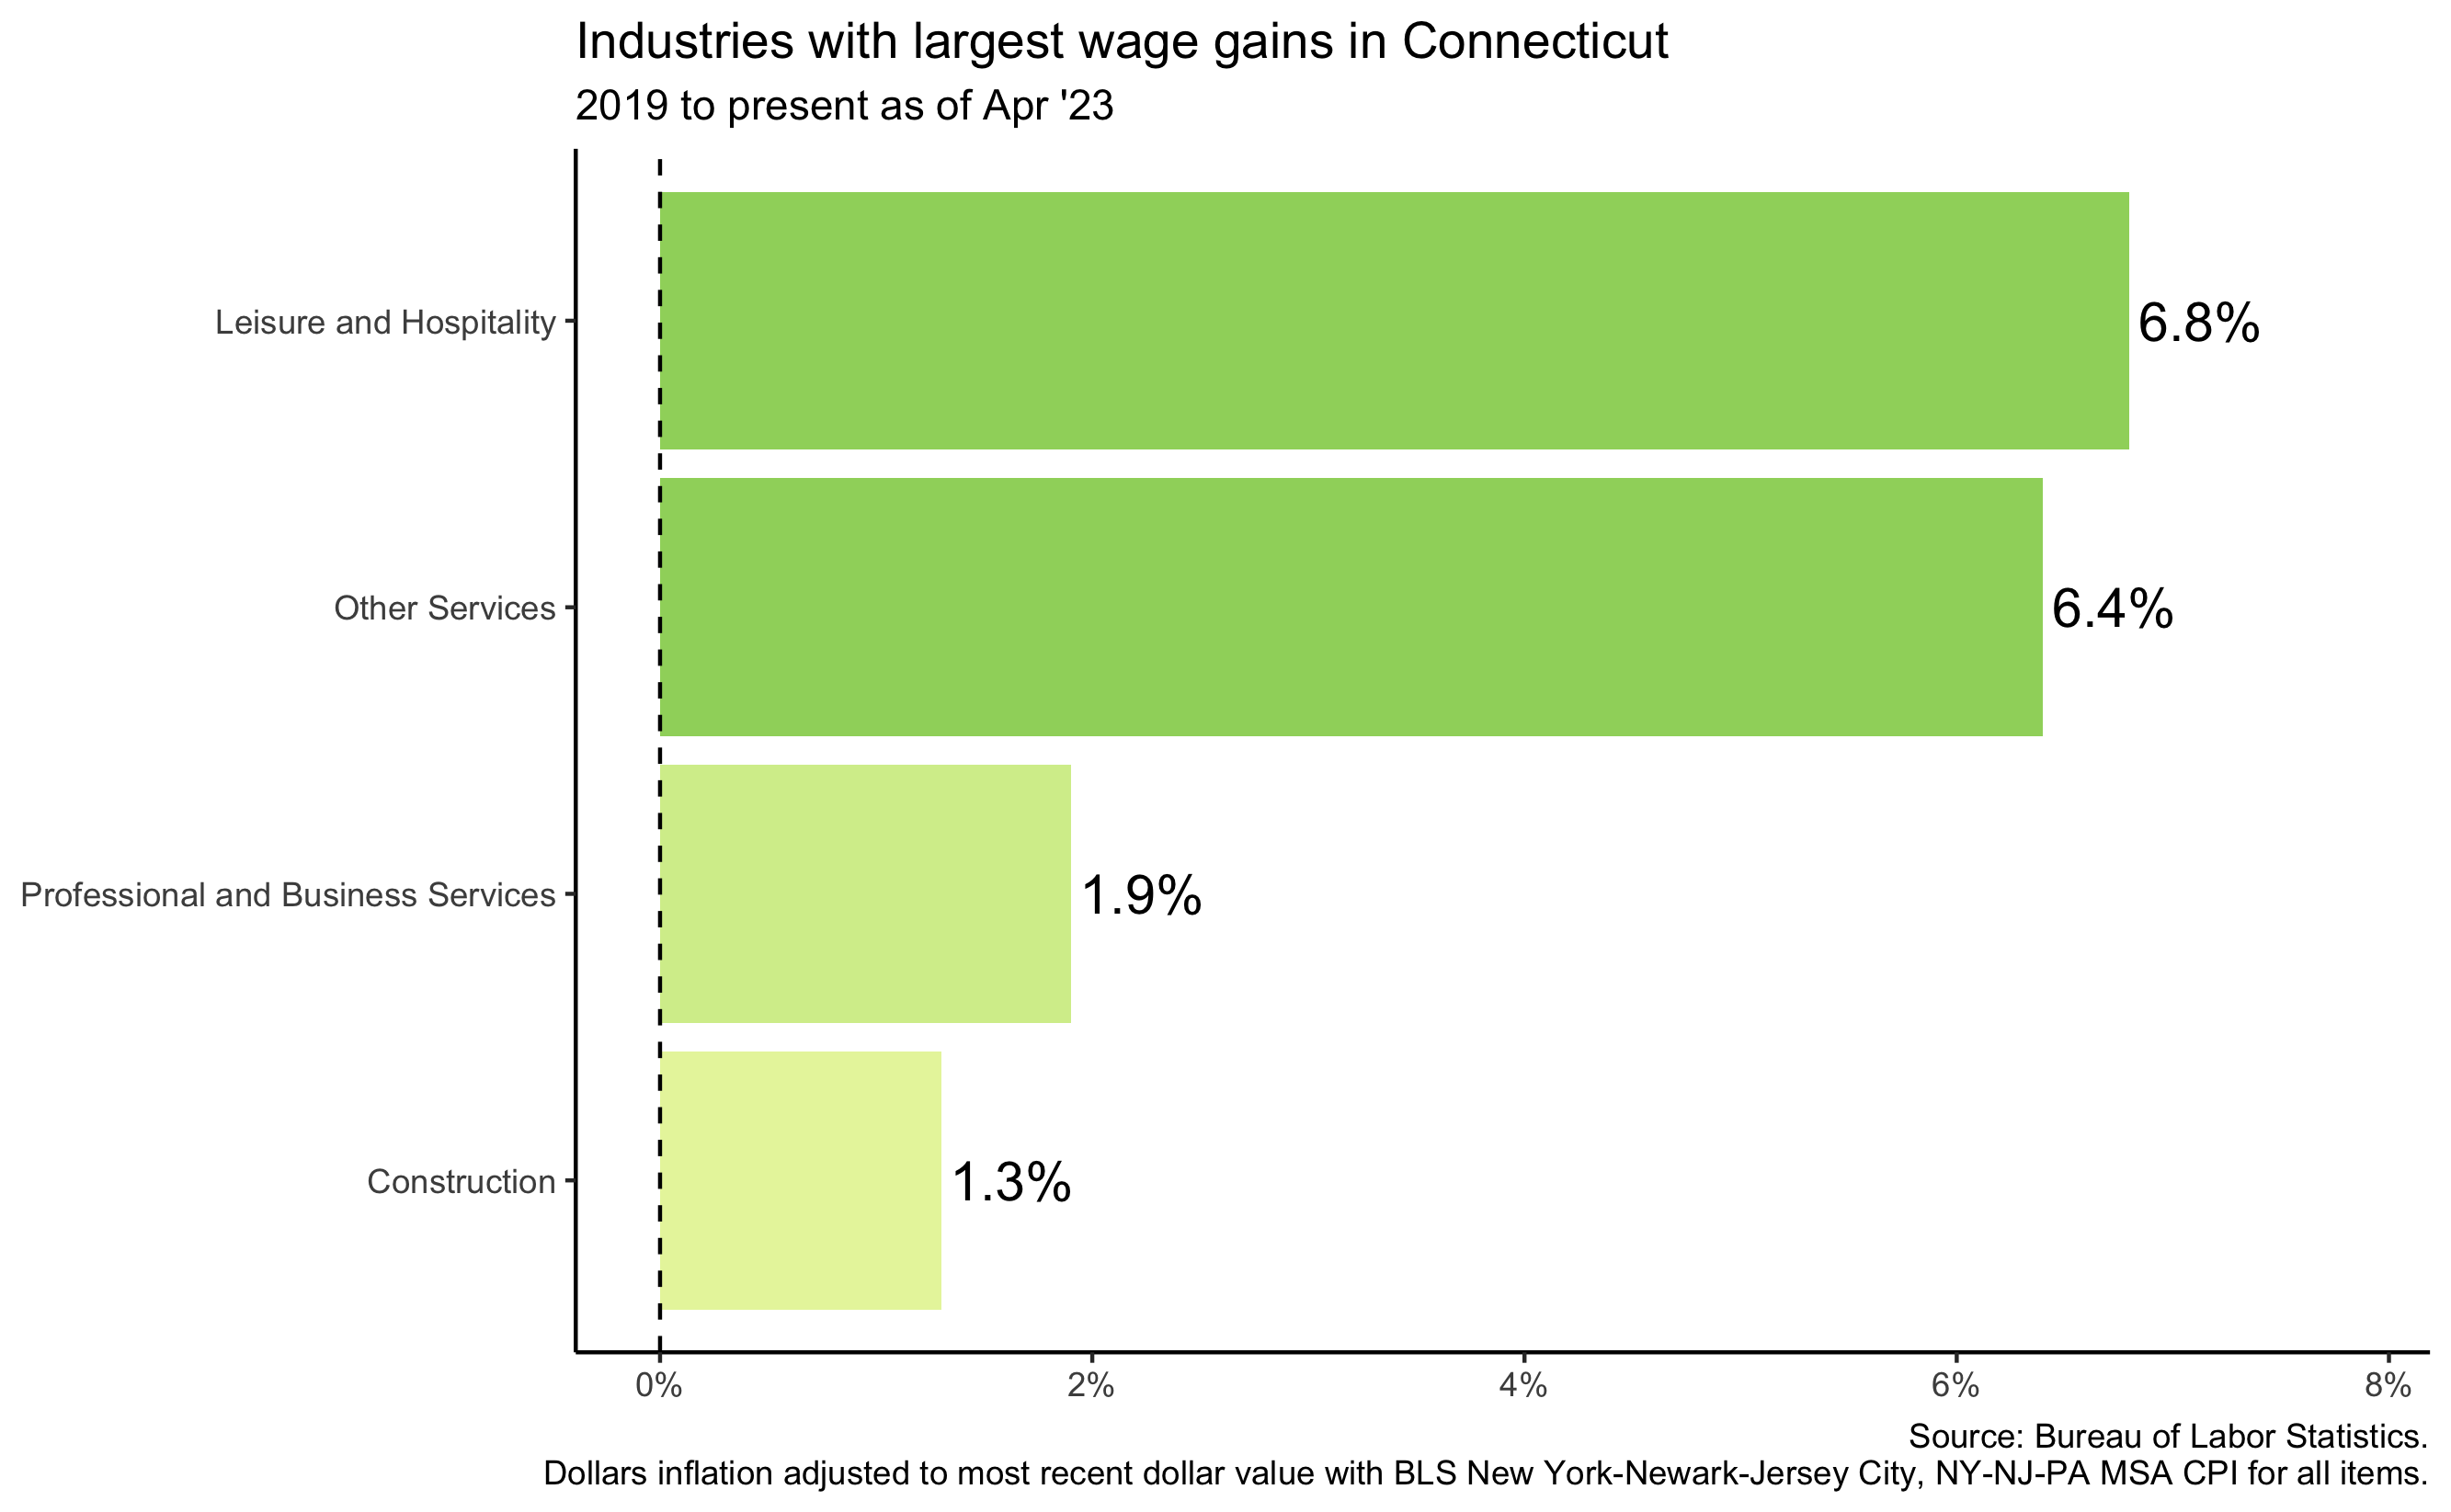 Industries with largest wage gains in Connecticut
2019 to present as of Apr '23
Leisure and Hospitality
6.8%
Other Services
6.4%
Professional and Business Services
1.9%
Construction
1.3%
0%
2%
4%
6%
8%
Source: Bureau of Labor Statistics.
Dollars inflation adjusted to most recent dollar value with BLS New York-Newark-Jersey City, NY-NJ-PA MSA CPI for all items.